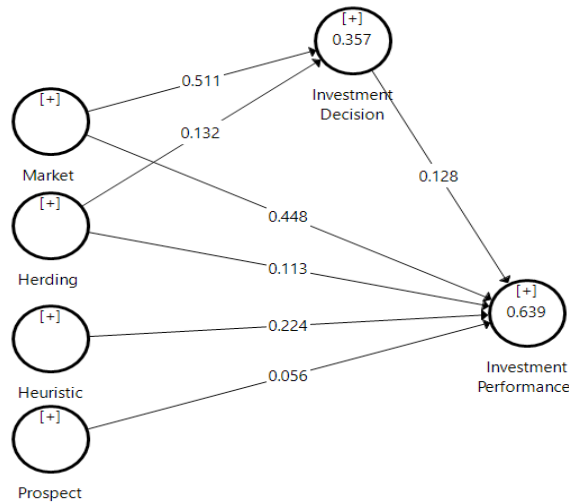 [+]
0.357
Investment
Decision
0.511
[+]
Market
0.132
0.128
[+]
Herding
0.448
0.113
[+]
0.639
Investment
Performance
[+]
Heuristic
0.224
0.056
[+]
Prospect